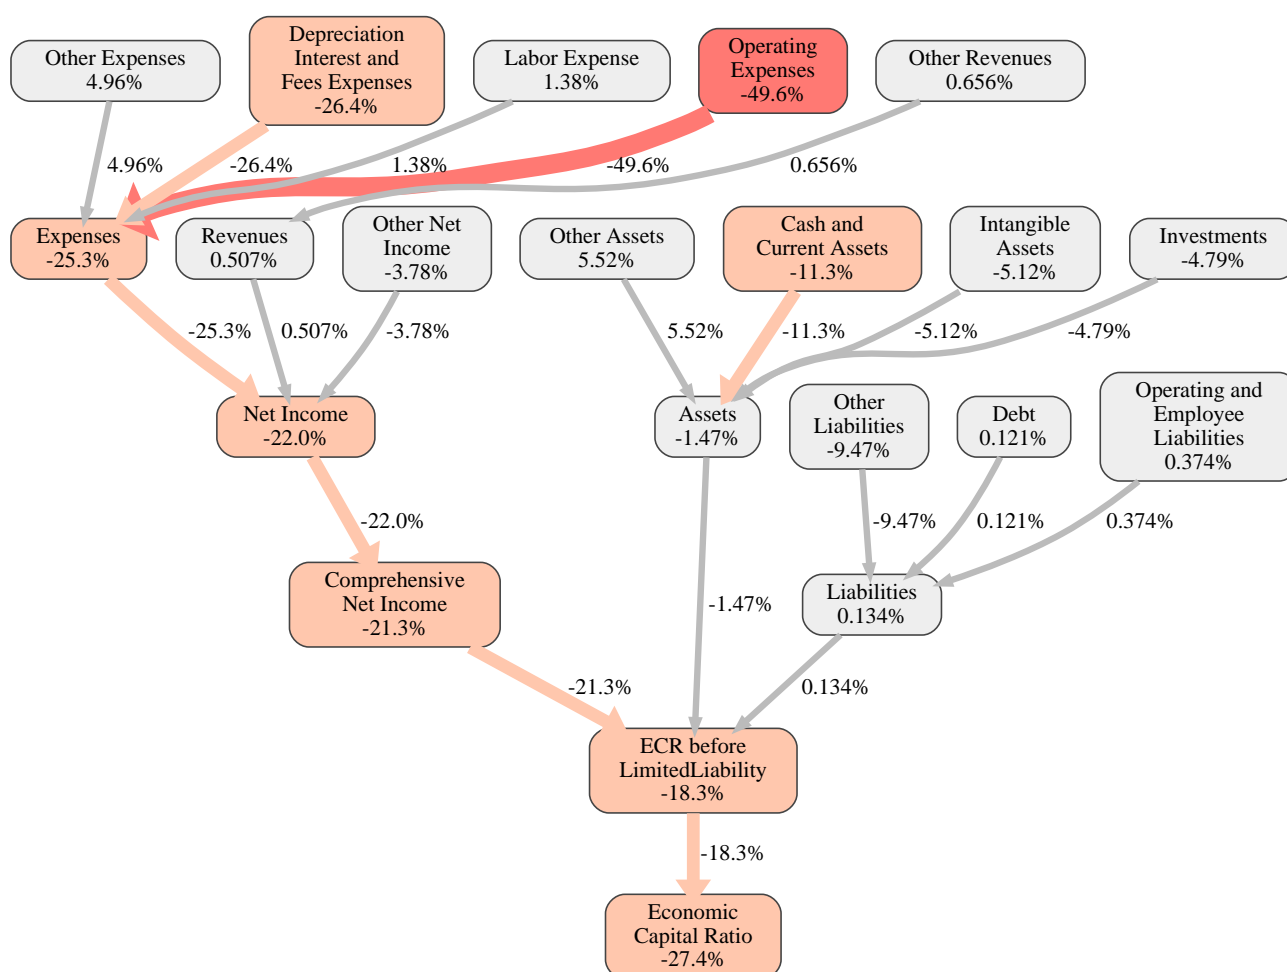 Other Expenses
4.96%
Depreciation
Interest and
Fees Expenses
-26.4%
Labor Expense
1.38%
Operating
Expenses
-49.6%
Other Revenues
0.656%
4.96%
-26.4%
1.38%
-49.6%
0.656%
Expenses
-25.3%
Revenues
0.507%
Other Net
Income
-3.78%
Other Assets
5.52%
Cash and
Current Assets
-11.3%
Intangible
Assets
-5.12%
Investments
-4.79%
-25.3%
0.507%
-3.78%
5.52%
-11.3%
-5.12%
-4.79%
Net Income
-22.0%
Assets
-1.47%
Other
Liabilities
-9.47%
Debt
0.121%
Operating and
Employee
Liabilities
0.374%
-22.0%
-9.47%
0.121%
0.374%
Comprehensive
Net Income
-21.3%
-1.47%
Liabilities
0.134%
-21.3%
0.134%
ECR before
LimitedLiability
-18.3%
-18.3%
Economic
Capital Ratio
-27.4%